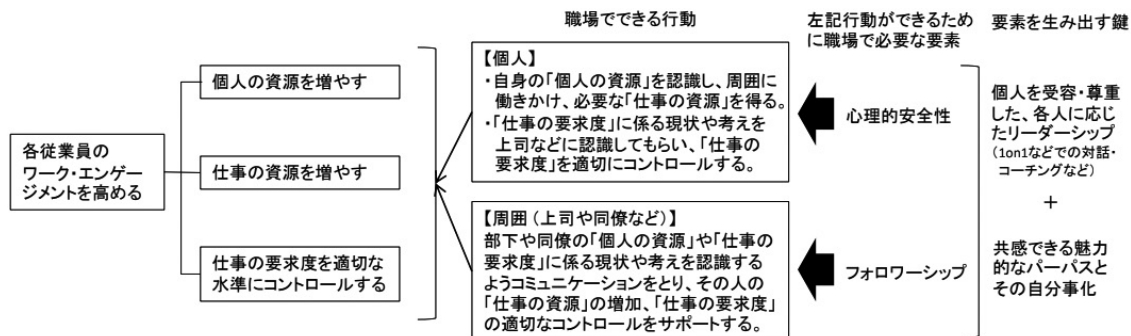 職場でできる行動
左記行動ができるため
に職場で必要な要素
要素を生み出す鍵
各従業員の
ワーク・エンゲー
ジメントを高める
個人の資源を増やす
仕事の資源を増やす
仕事の要求度を適切な
水準にコントロールする
【個人】
・自身の「個人の資源」を認識し、周囲に
働きかけ、必要な「仕事の資源」を得る。
・「仕事の要求度」に係る現状や考えを
上司などに認識してもらい、「仕事の
要求度」を適切にコントロールする。
【周囲（上司や同僚など）】
部下や同僚の「個人の資源」や「仕事の
要求度」に係る現状や考えを認識する
ようコミュニケーションをとり、その人の
「仕事の資源」の増加、「仕事の要求度」
の適切なコントロールをサポートする。
心理的安全性
フォロワーシップ
個人を受容・尊重
した、各人に応じ
たリーダーシップ
（1on1などでの対話・
コーチングなど）
＋
共感できる魅力
的なパーパスと
その自分事化